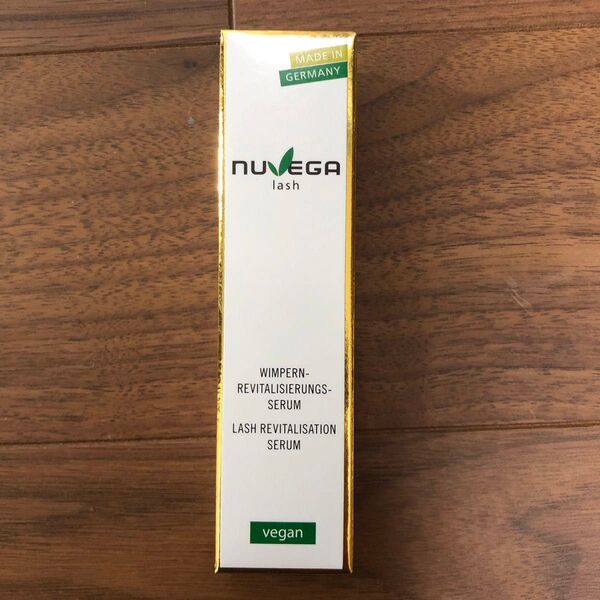 MADE IN
GERMANY
NUVEGA
lash
WIMPERN-
REVITALISIERUNGS-
SERUM
LASH REVITALISATION
SERUM
vegan